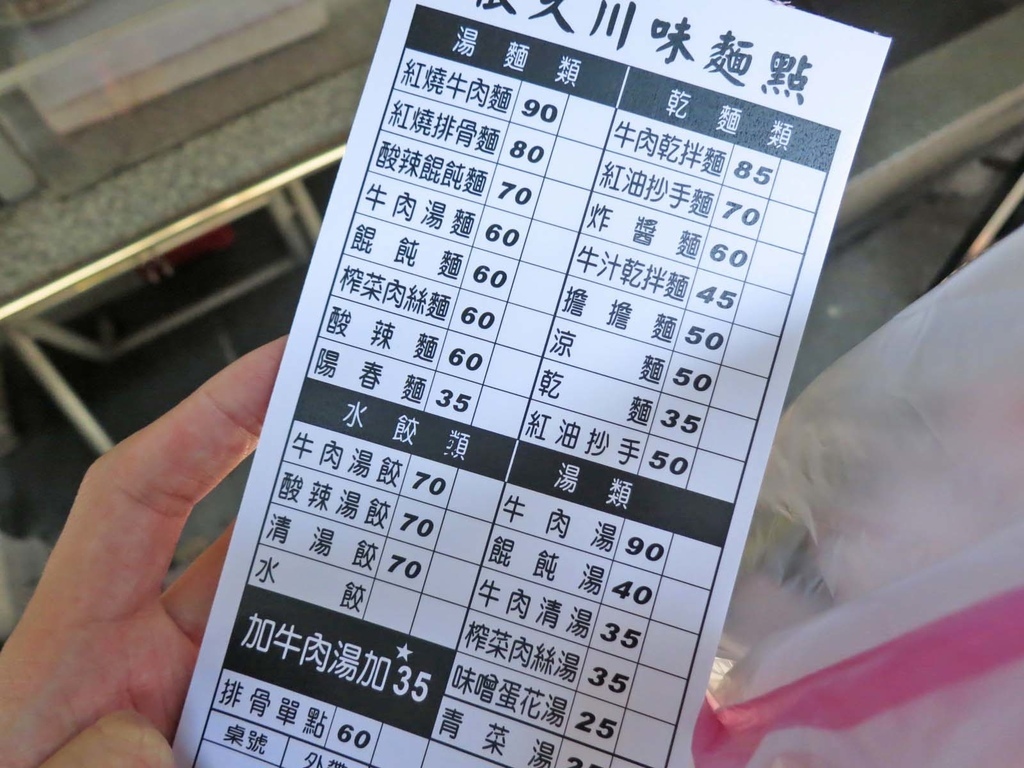 久川味麵點
湯麵類
紅燒牛肉麵 90
紅燒排骨麵 80
酸辣餛飩麵 70
牛肉湯麵 60
餛飩麵 60
榨菜肉絲麵 60
酸辣麵 60
陽春麵 35
乾麵類
牛肉乾拌麵 85
紅油抄手麵 70
炸醬麵 60
牛汁乾拌麵 45
擔擔麵 50
涼麵 50
乾麵 35
紅油抄手 50
水餃類
牛肉湯餃 70
酸辣湯餃 70
清湯餃 70
水餃
加牛肉湯加★35
排骨單點 60
桌號 外帶
湯類
牛肉湯 90
餛飩湯 40
牛肉清湯 35
榨菜肉絲湯 35
味噌蛋花湯 25
青菜湯 25